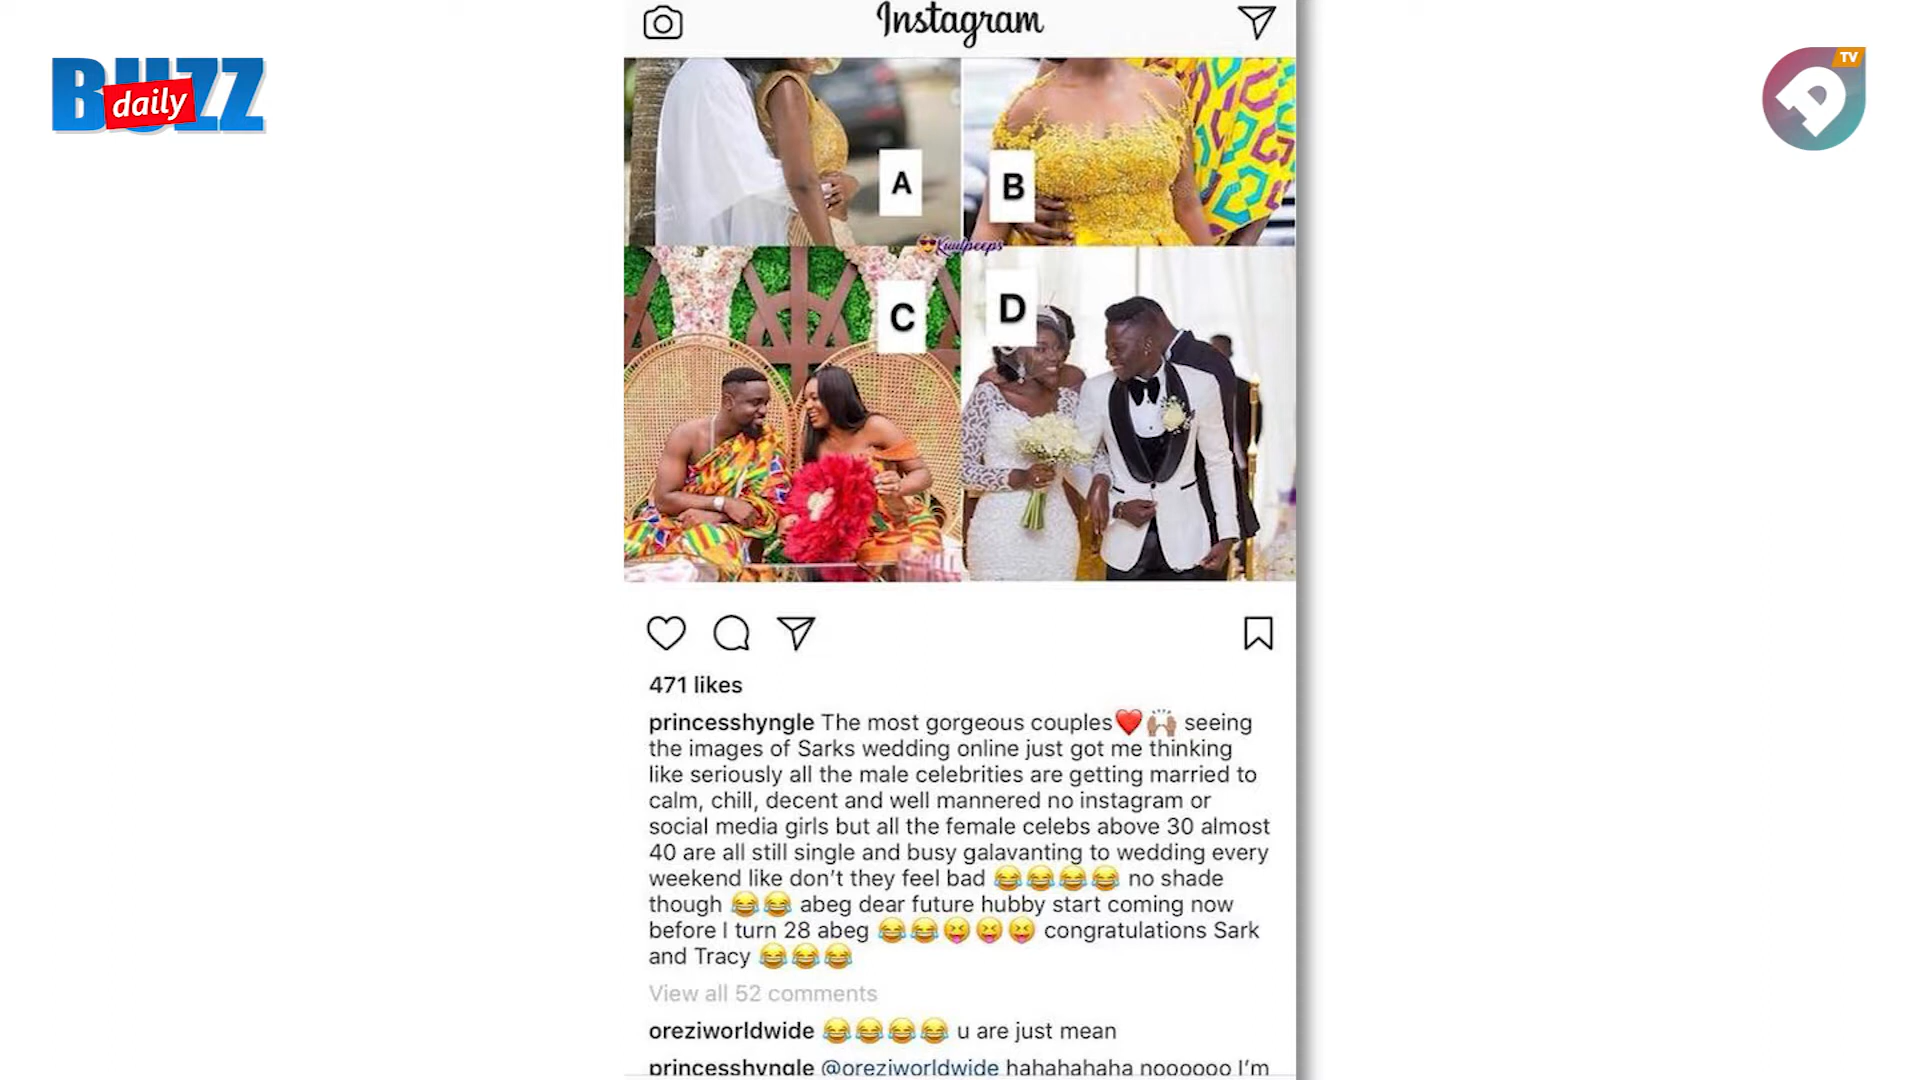 Instagram
BUZZ
daily
TV
A
B
Kuulpeeps
C
D
471 likes
princesshyngle The most gorgeous couples❤️🙌🏽 seeing
the images of Sarks wedding online just got me thinking
like seriously all the male celebrities are getting married to
calm, chill, decent and well mannered no instagram or
social media girls but all the female celebs above 30 almost
40 are all still single and busy galavanting to wedding every
weekend like don’t they feel bad 😂😂😂😂 no shade
though 😂😂 abeg dear future hubby start coming now
before I turn 28 abeg 😂😂😝😝😝 congratulations Sark
and Tracy 😂😂😂
View all 52 comments
oreziworldwide 😂😂😂😂 u are just mean
princesshyngle @oreziworldwide hahahahaha noooooo I’m